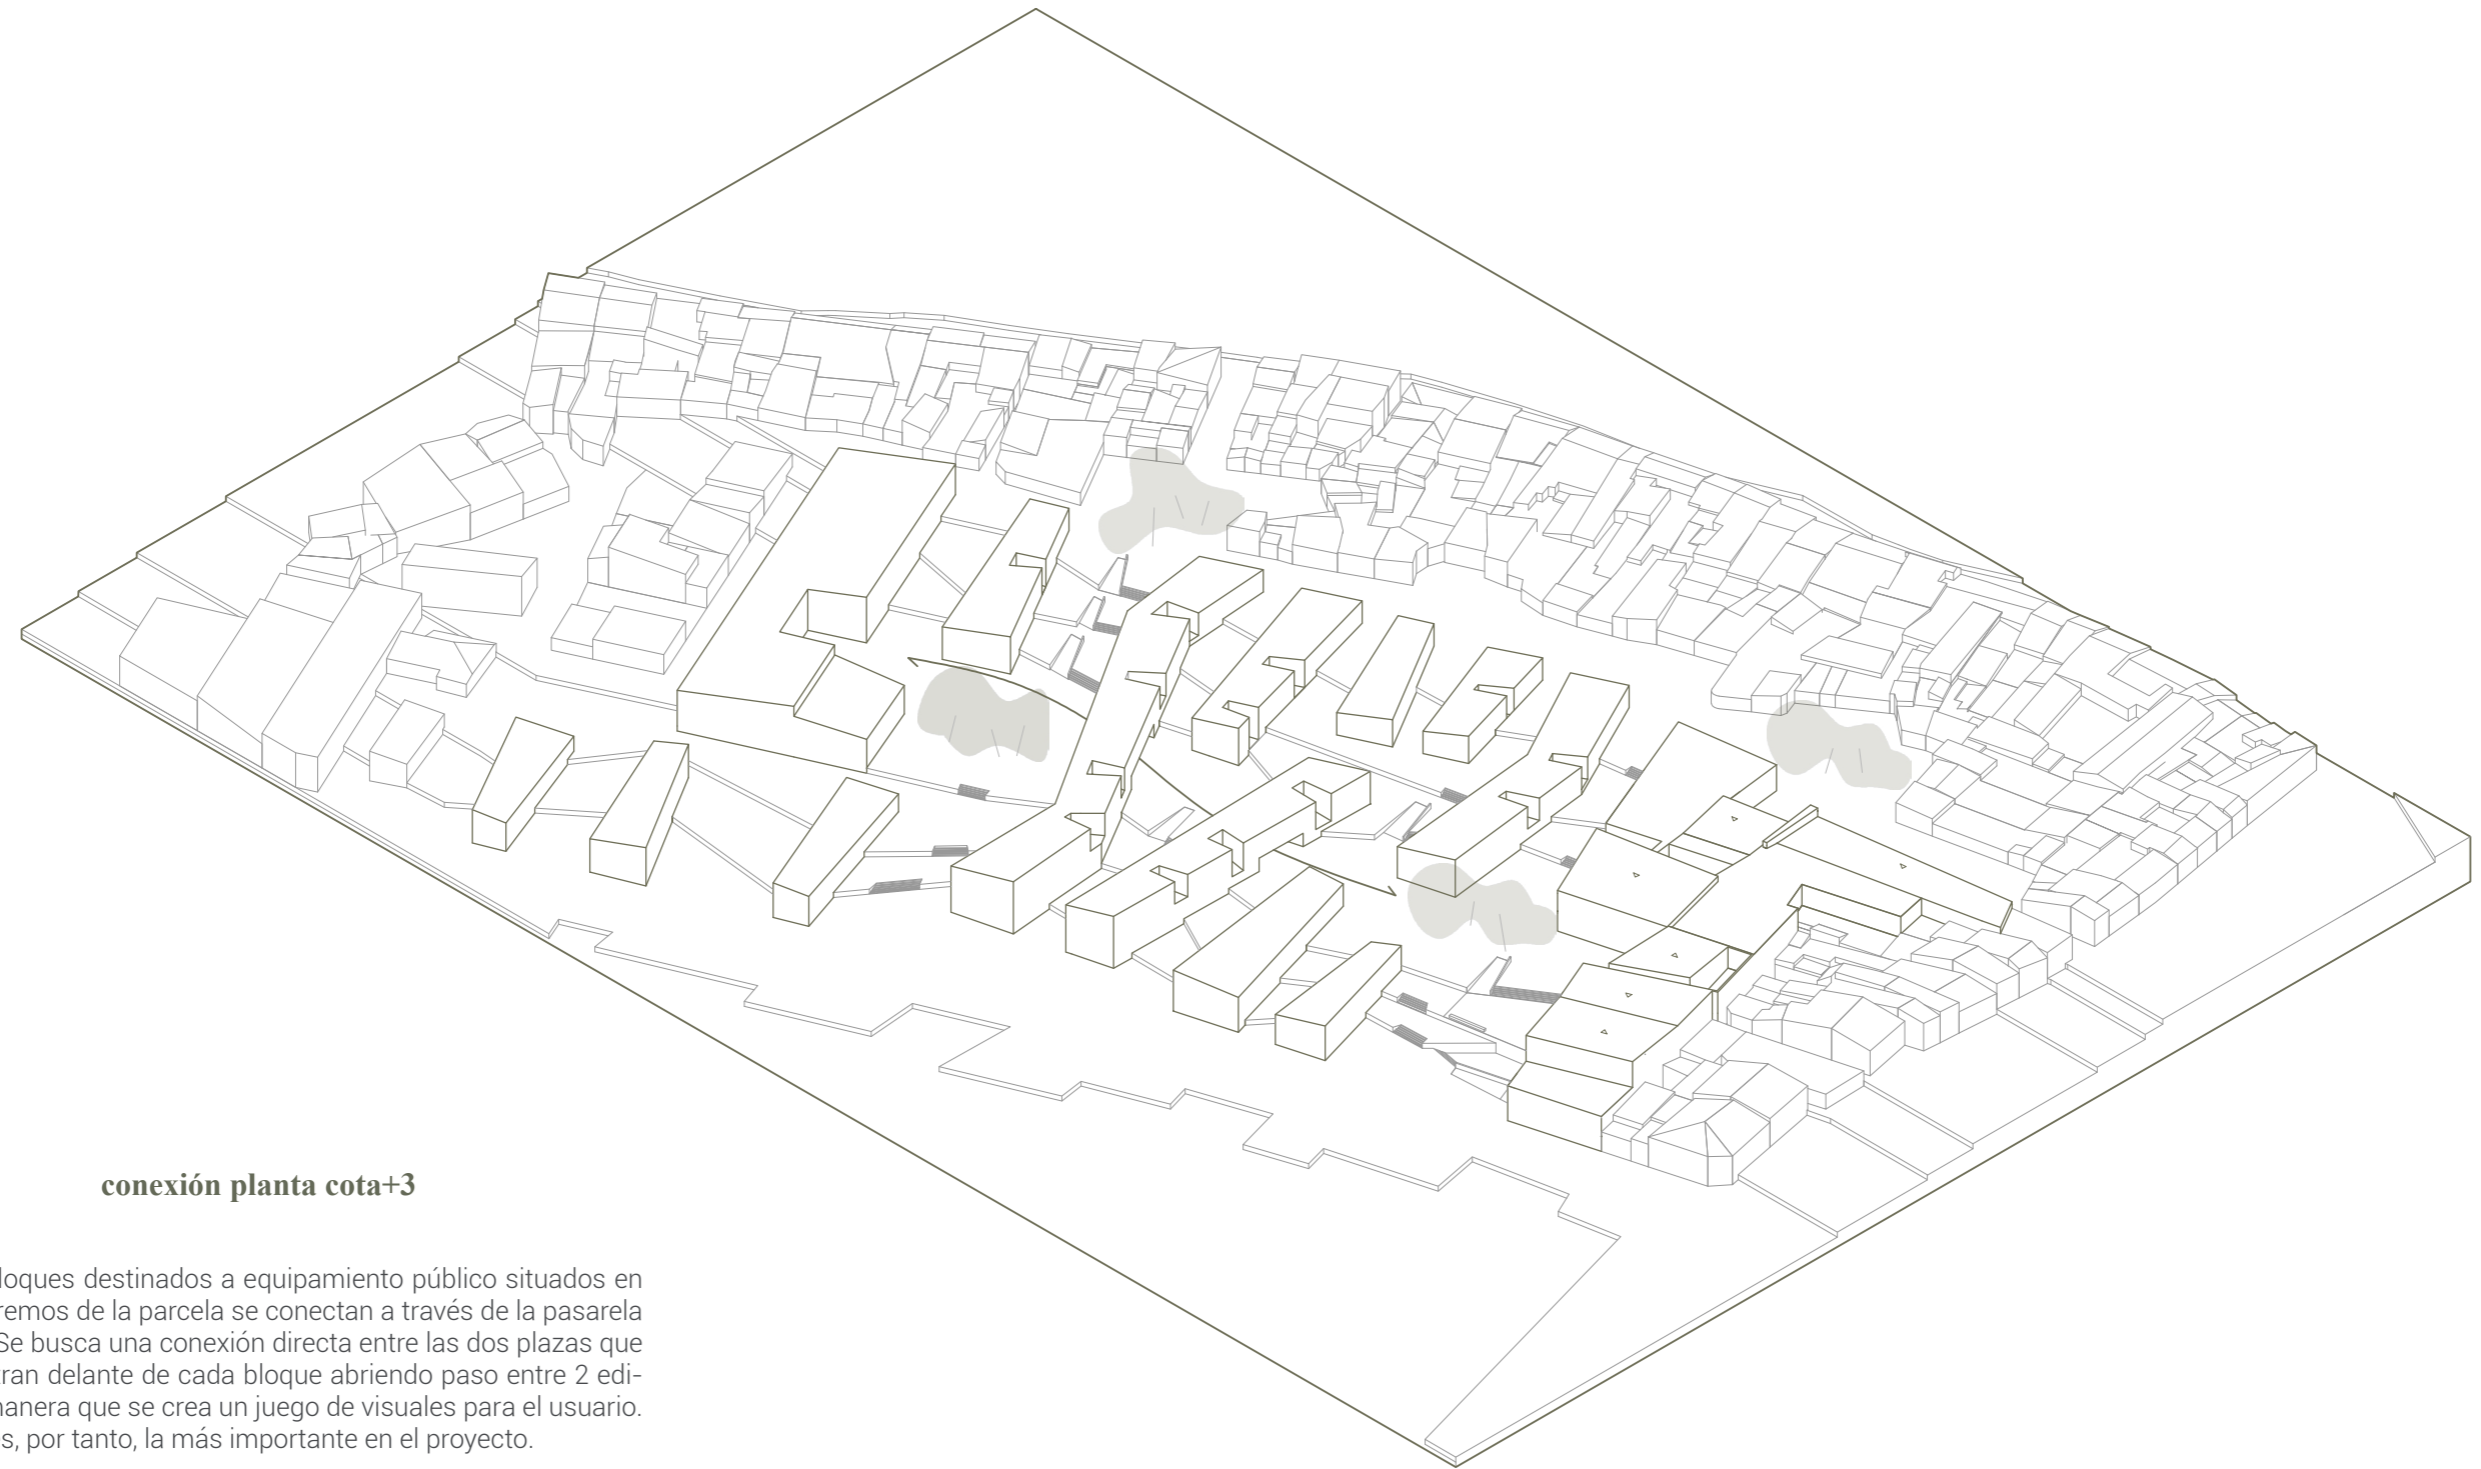 conexión planta cota+3
loques destinados a equipamiento público situados en
remos de la parcela se conectan a través de la pasarela
Se busca una conexión directa entre las dos plazas que
tran delante de cada bloque abriendo paso entre 2 edi-
nanera que se crea un juego de visuales para el usuario.
s, por tanto, la más importante en el proyecto.